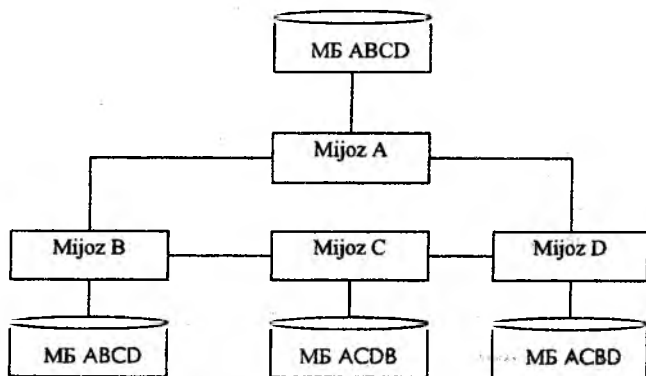 МБ ABCD
Mijoz A
Mijoz B
Mijoz C
Mijoz D
МБ ABCD
МБ ACDB
МБ ACBD